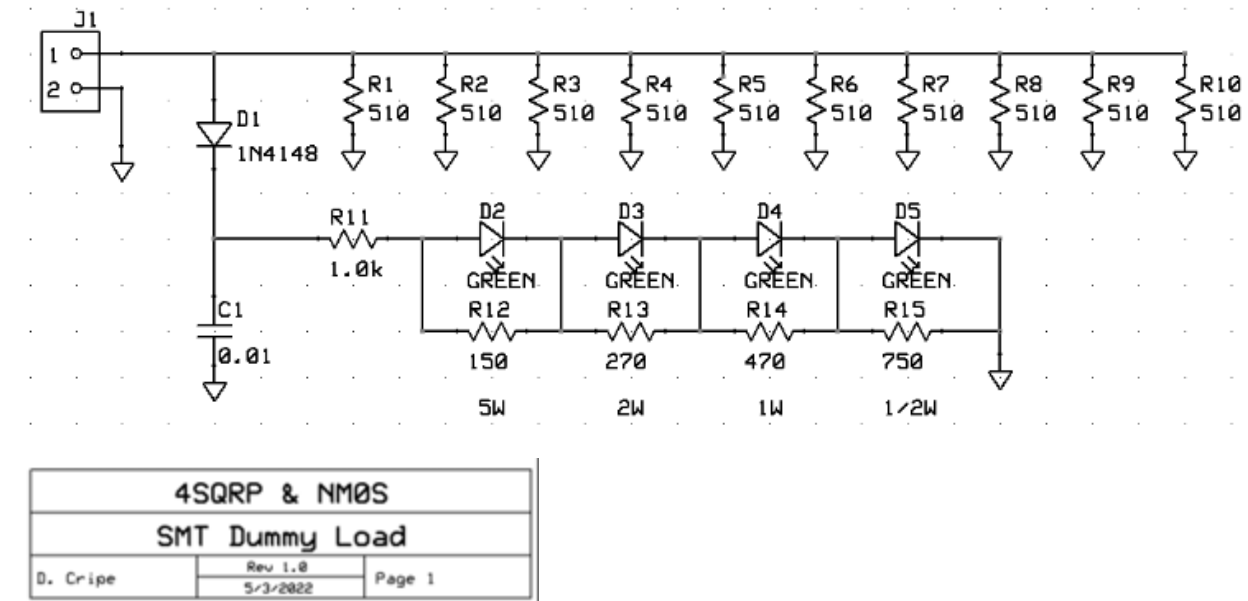 J1
1
2
R1 R2 R3 R4 R5 R6 R7 R8 R9 R10
510 510 510 510 510 510 510 510 510 510
D1
1N4148
R11
1.0k
D2 D3 D4 D5
GREEN GREEN GREEN GREEN
C1
0.01
R12 R13 R14 R15
150 270 470 750
5W 2W 1W 1/2W
4SQRP & NM0S
SMT Dummy Load
D. Cripe
Rev 1.0
5/3/2022
Page 1